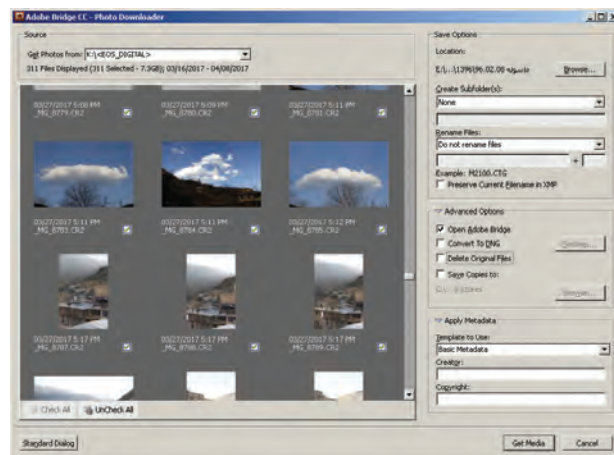 Adobe Bridge CC - Photo Downloader
Source
Get Photos from: K:\<EOS_DIGITAL>
311 Files Displayed (311 Selected - 7.3GB); 03/16/2017 - 04/08/2017
03/27/2017 5:08 PM
_MG_8779.CR2
03/27/2017 5:09 PM
_MG_8780.CR2
03/27/2017 5:11 PM
_MG_8781.CR2
03/27/2017 5:11 PM
_MG_8783.CR2
03/27/2017 5:11 PM
_MG_8784.CR2
03/27/2017 5:11 PM
_MG_8785.CR2
03/27/2017 5:17 PM
_MG_8787.CR2
03/27/2017 5:17 PM
_MG_8788.CR2
03/27/2017 5:17 PM
_MG_8789.CR2
Check All
UnCheck All
Standard Dialog
Save Options
Location:
E:\...\1396\96.02.08 ماسوله
Browse...
Create Subfolder(s):
None
Rename Files:
Do not rename files
+
Example: M2100.CTG
Preserve Current Filename in XMP
Advanced Options
Open Adobe Bridge
Convert To DNG
Settings...
Delete Original Files
Save Copies to:
Browse...
Apply Metadata
Template to Use:
Basic Metadata
Creator:
Copyright:
Get Media
Cancel